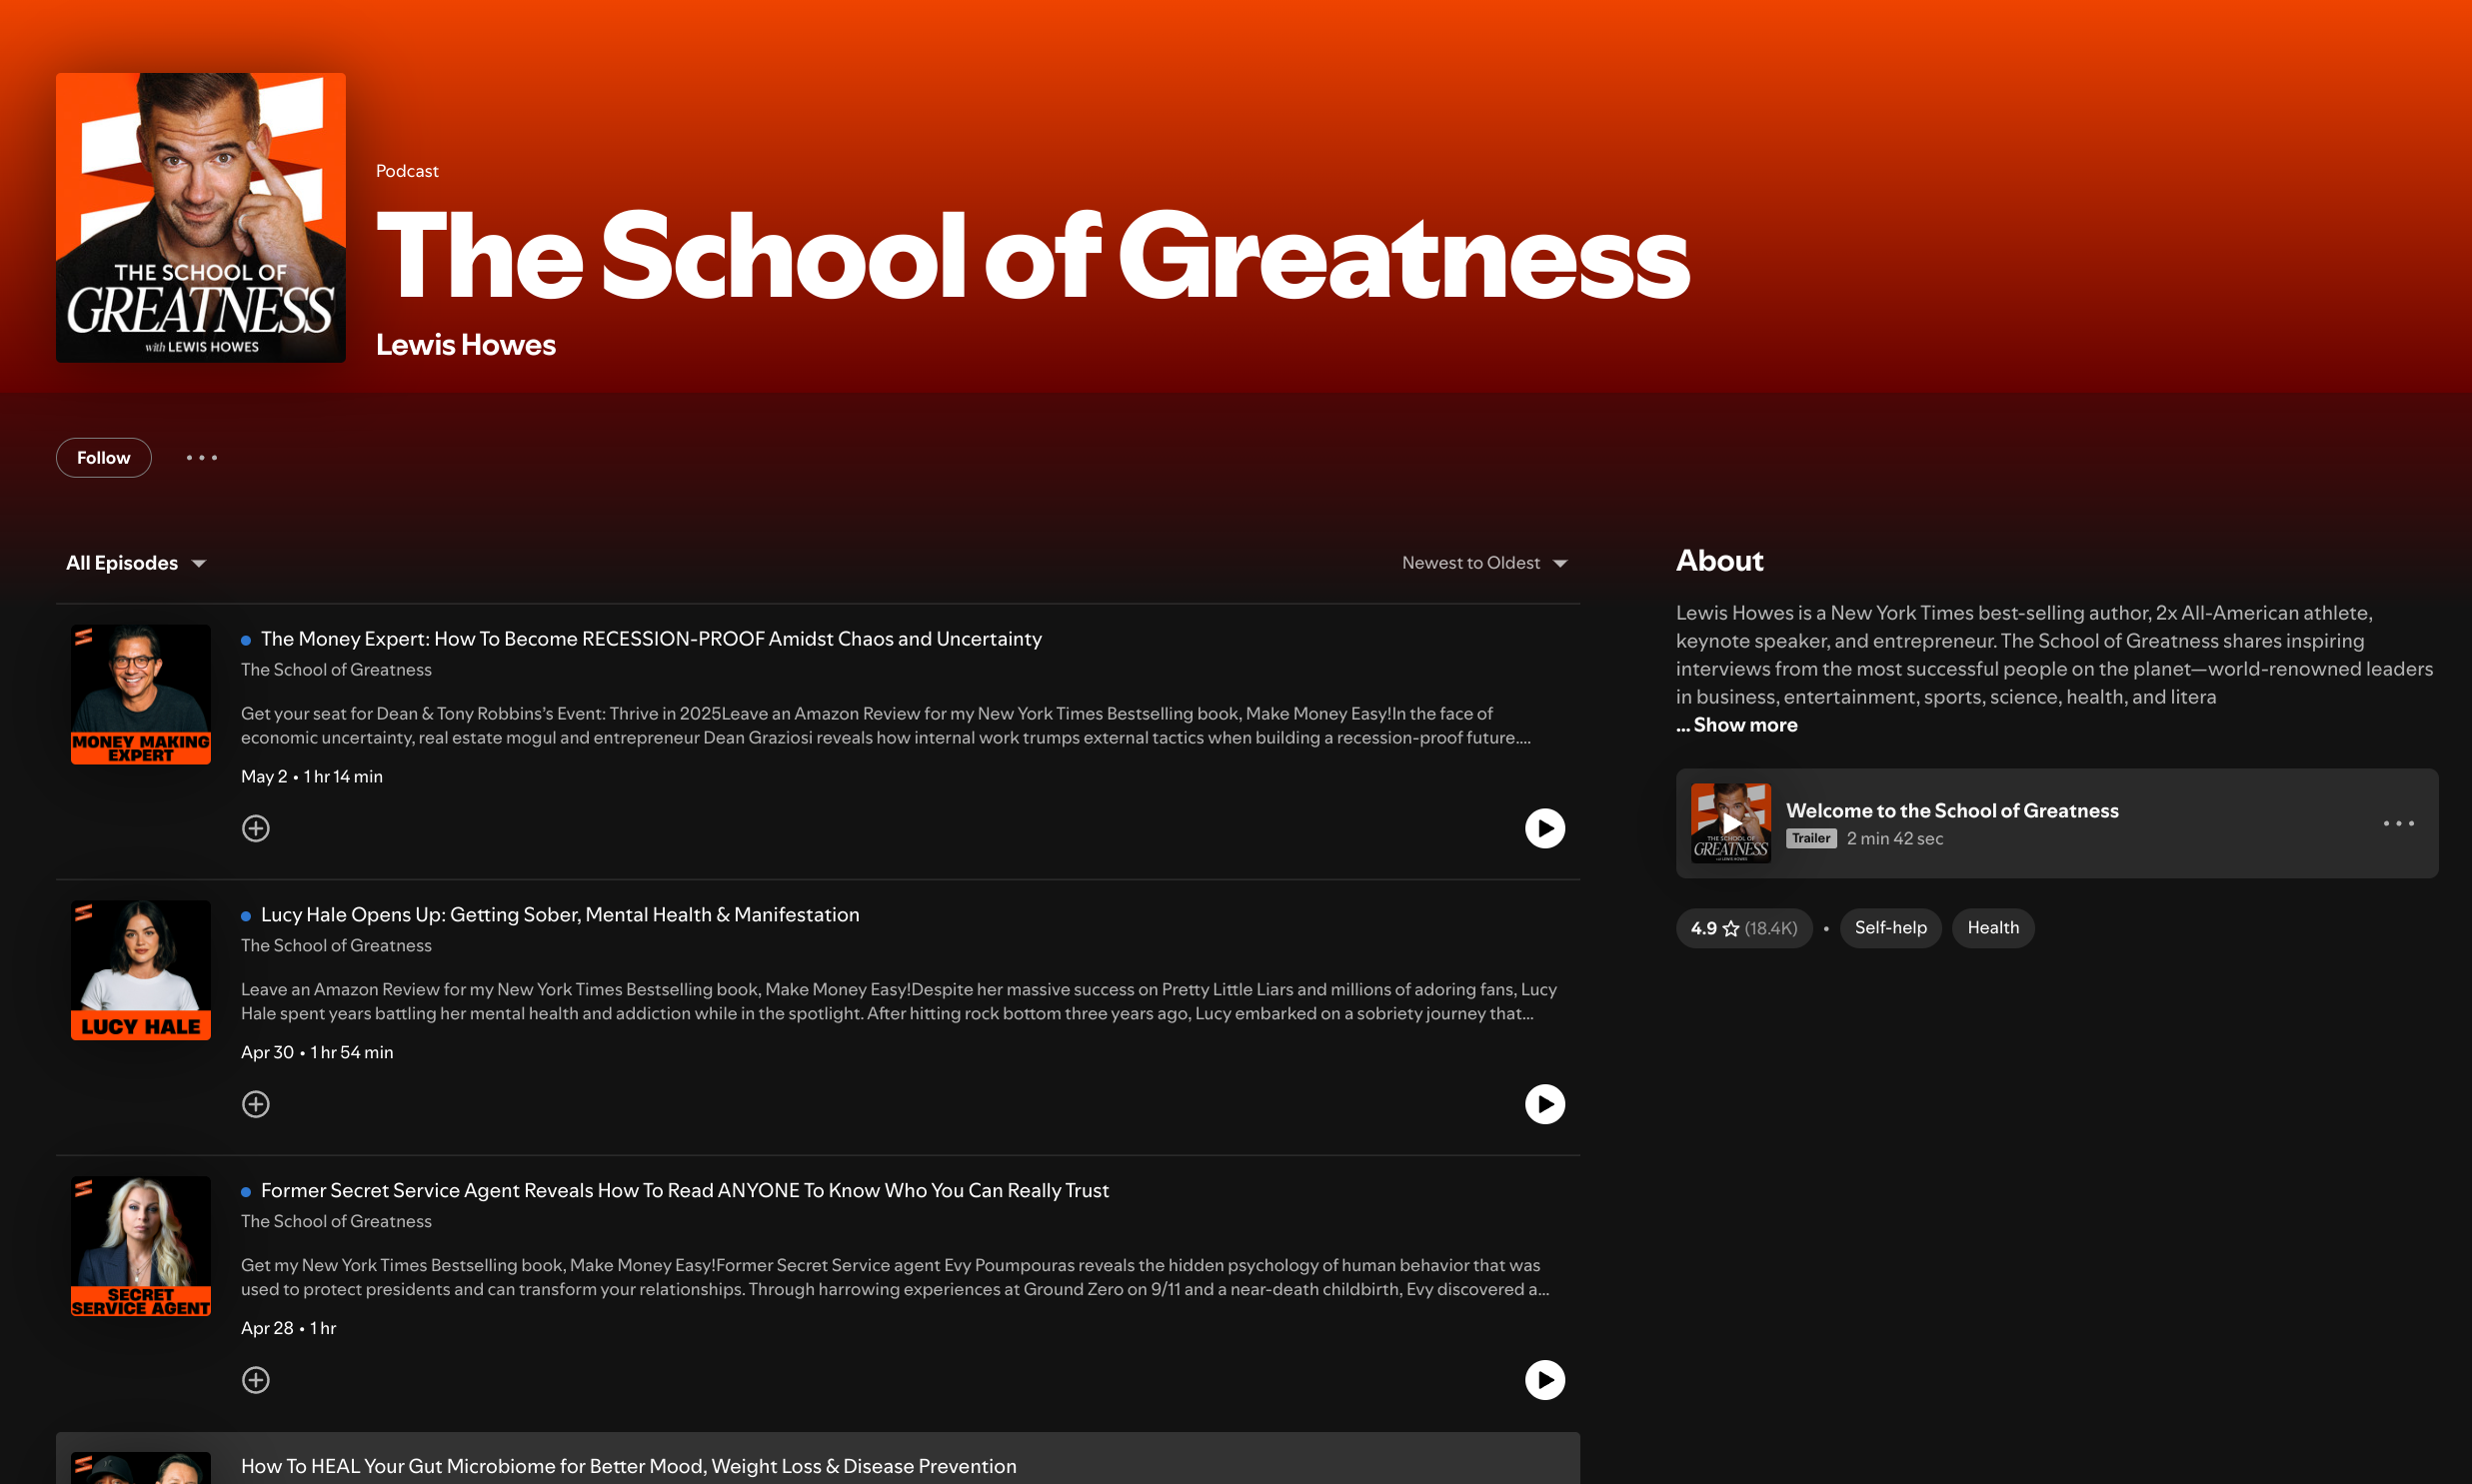 THE SCHOOL OF
GREATNESS
with LEWIS HOWES
Podcast
The School of Greatness
Lewis Howes
Follow
All Episodes
Newest to Oldest
MONEY MAKING
EXPERT
The Money Expert: How To Become RECESSION-PROOF Amidst Chaos and Uncertainty
The School of Greatness
Get your seat for Dean & Tony Robbins’s Event: Thrive in 2025Leave an Amazon Review for my New York Times Bestselling book, Make Money Easy!In the face of
economic uncertainty, real estate mogul and entrepreneur Dean Graziosi reveals how internal work trumps external tactics when building a recession-proof future....
May 2 • 1 hr 14 min
LUCY HALE
Lucy Hale Opens Up: Getting Sober, Mental Health & Manifestation
The School of Greatness
Leave an Amazon Review for my New York Times Bestselling book, Make Money Easy!Despite her massive success on Pretty Little Liars and millions of adoring fans, Lucy
Hale spent years battling her mental health and addiction while in the spotlight. After hitting rock bottom three years ago, Lucy embarked on a sobriety journey that...
Apr 30 • 1 hr 54 min
SECRET
SERVICE AGENT
Former Secret Service Agent Reveals How To Read ANYONE To Know Who You Can Really Trust
The School of Greatness
Get my New York Times Bestselling book, Make Money Easy!Former Secret Service agent Evy Poumpouras reveals the hidden psychology of human behavior that was
used to protect presidents and can transform your relationships. Through harrowing experiences at Ground Zero on 9/11 and a near-death childbirth, Evy discovered a...
Apr 28 • 1 hr
How To HEAL Your Gut Microbiome for Better Mood, Weight Loss & Disease Prevention
About
Lewis Howes is a New York Times best-selling author, 2x All-American athlete,
keynote speaker, and entrepreneur. The School of Greatness shares inspiring
interviews from the most successful people on the planet—world-renowned leaders
in business, entertainment, sports, science, health, and litera
... Show more
THE SCHOOL OF
GREATNESS
with LEWIS HOWES
Welcome to the School of Greatness
Trailer 2 min 42 sec
4.9 (18.4K) • Self-help Health